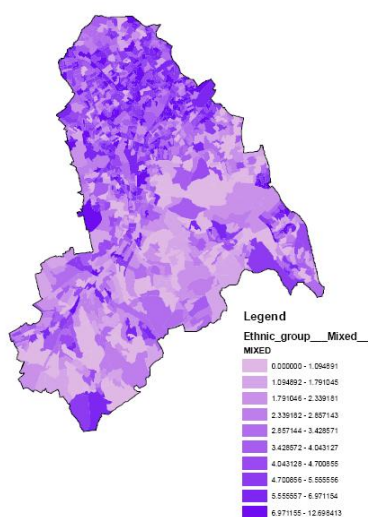 Legend
Ethnic_group___Mixed__
MIXED
0.000000 - 1.094891
1.094892 - 1.791045
1.791046 - 2.339181
2.339182 - 2.857143
2.857144 - 3.428571
3.428572 - 4.043127
4.043128 - 4.700855
4.700856 - 5.555556
5.555557 - 6.971154
6.971155 - 12.698413